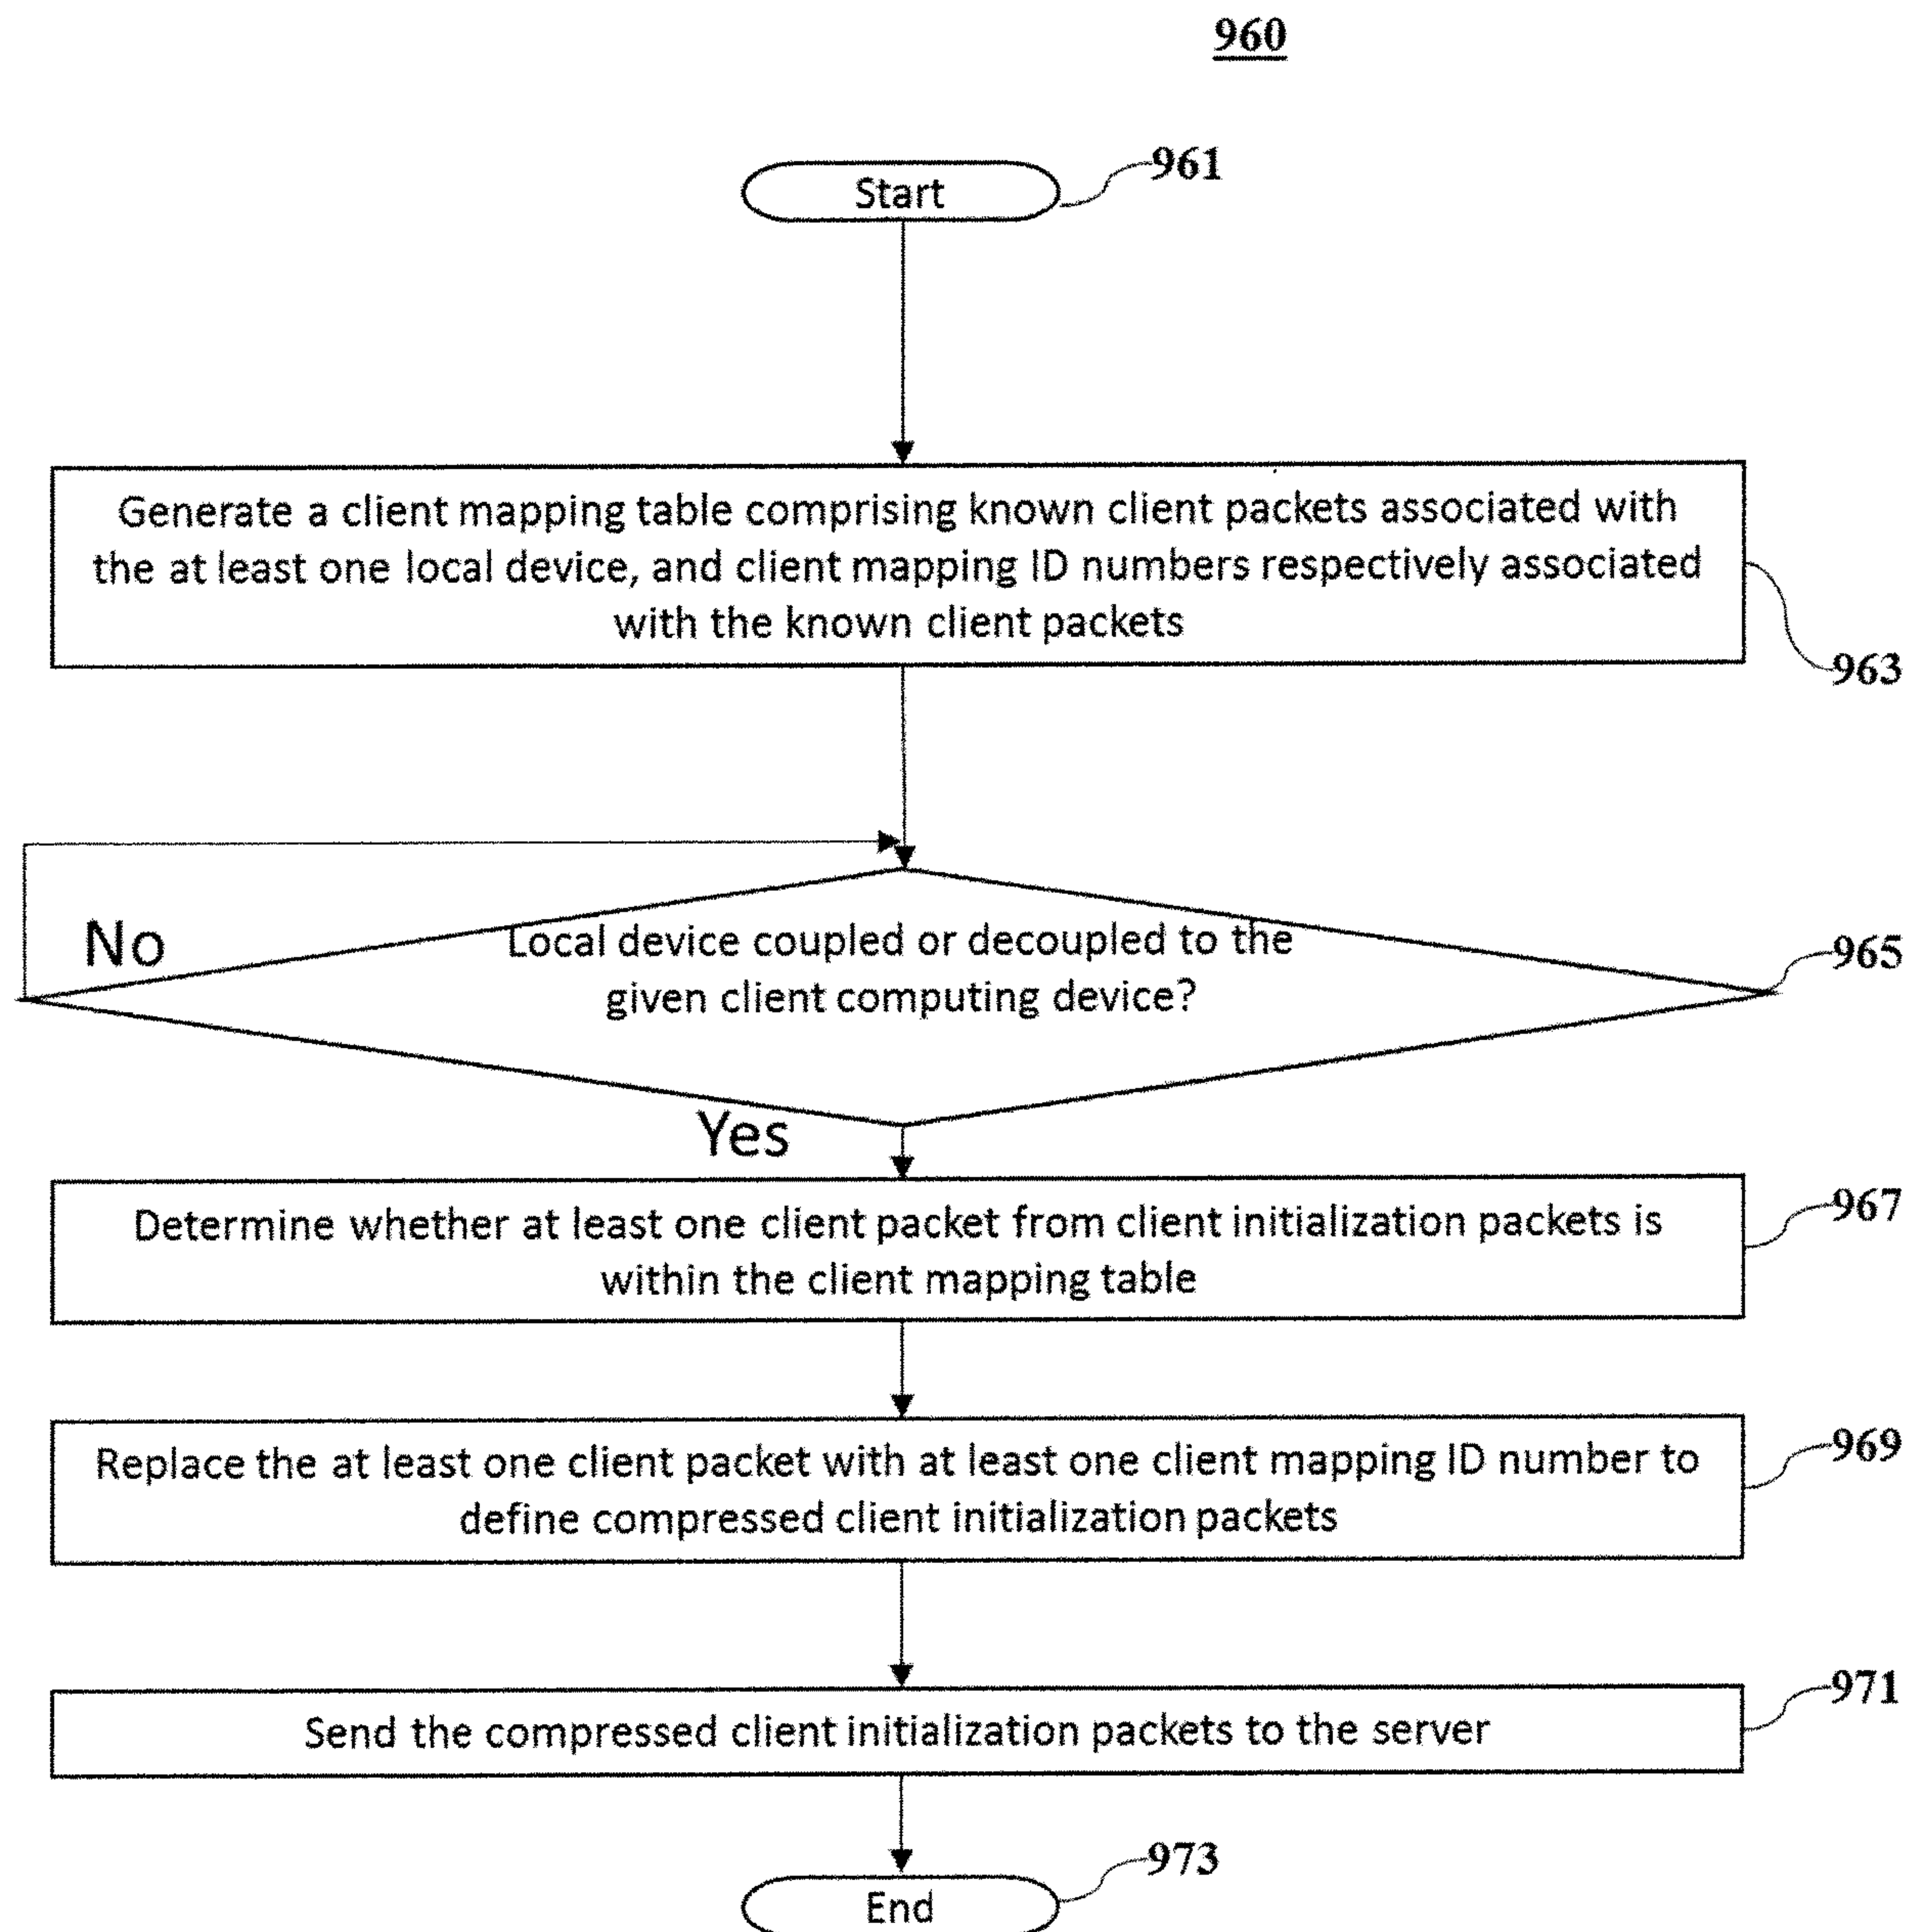 960
Start
961
Generate a client mapping table comprising known client packets associated with
the at least one local device, and client mapping ID numbers respectively associated
with the known client packets
963
No
Local device coupled or decoupled to the
given client computing device?
965
Yes
Determine whether at least one client packet from client initialization packets is
within the client mapping table
967
Replace the at least one client packet with at least one client mapping ID number to
define compressed client initialization packets
969
Send the compressed client initialization packets to the server
971
End
973